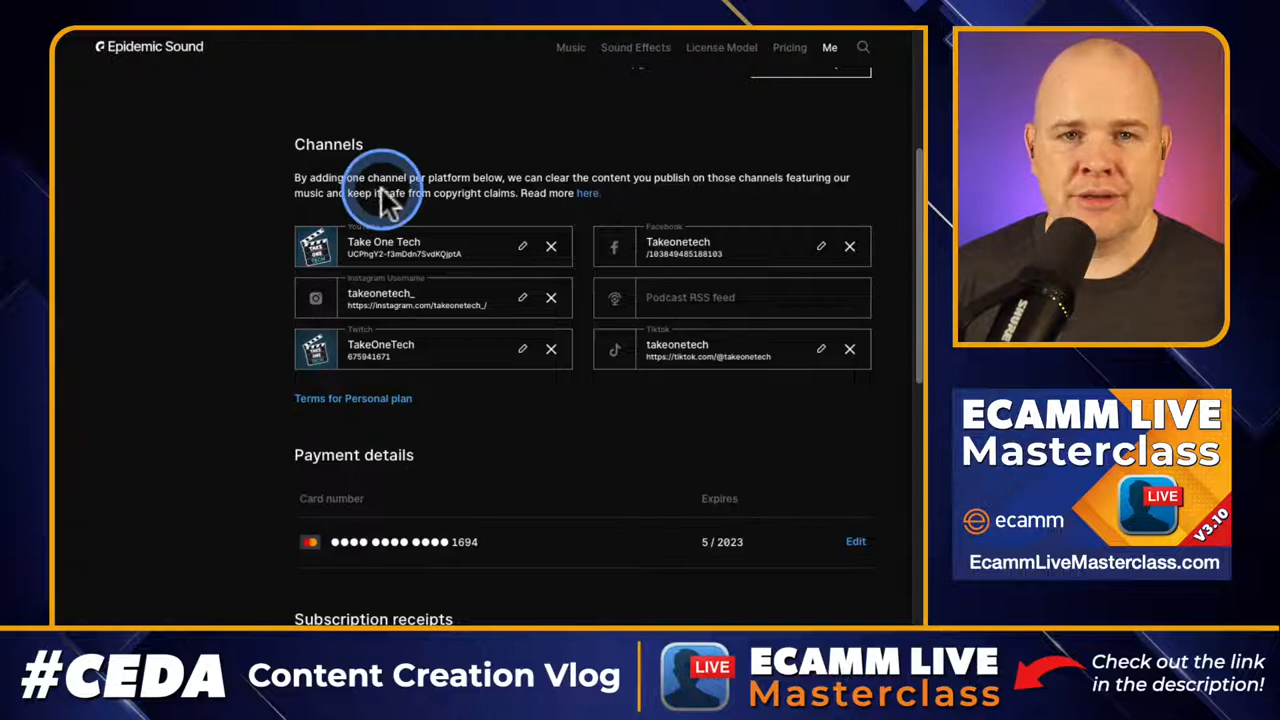 Epidemic Sound
Music Sound Effects License Model Pricing Me
Channels
By adding one channel per platform below, we can clear the content you publish on those channels featuring our
music and keep it safe from copyright claims. Read more here.
YouTube
Take One Tech
UCPhgY2-f3mDdn7SvdKQjptA
Facebook
Takeonetech
/103849485188103
Instagram Username
takeonetech_
https://instagram.com/takeonetech_/
Podcast RSS feed
Twitch
TakeOneTech
675941671
Tiktok
takeonetech
https://tiktok.com/@takeonetech
Terms for Personal plan
Payment details
Card number Expires
●●●● ●●●● ●●●● 1694 5 / 2023 Edit
Subscription receipts
SHURE
ECAMM LIVE
Masterclass
LIVE
ecamm
V3.10
EcammLiveMasterclass.com
#CEDA Content Creation Vlog
LIVE
ECAMM LIVE
Masterclass
Check out the link
in the description!